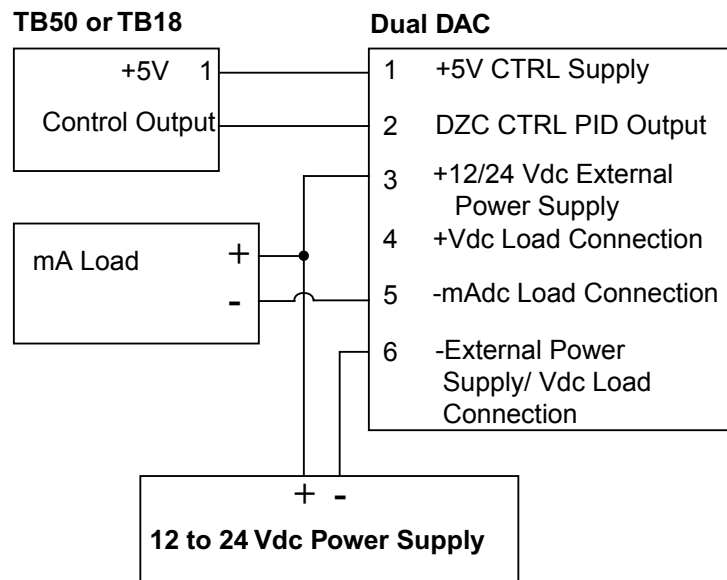 TB50 or TB18
+5V 1
Control Output
mA Load
+
-
Dual DAC
1 +5V CTRL Supply
2 DZC CTRL PID Output
3 +12/24 Vdc External
Power Supply
4 +Vdc Load Connection
5 -mAdc Load Connection
6 -External Power
Supply/ Vdc Load
Connection
+ -
12 to 24 Vdc Power Supply